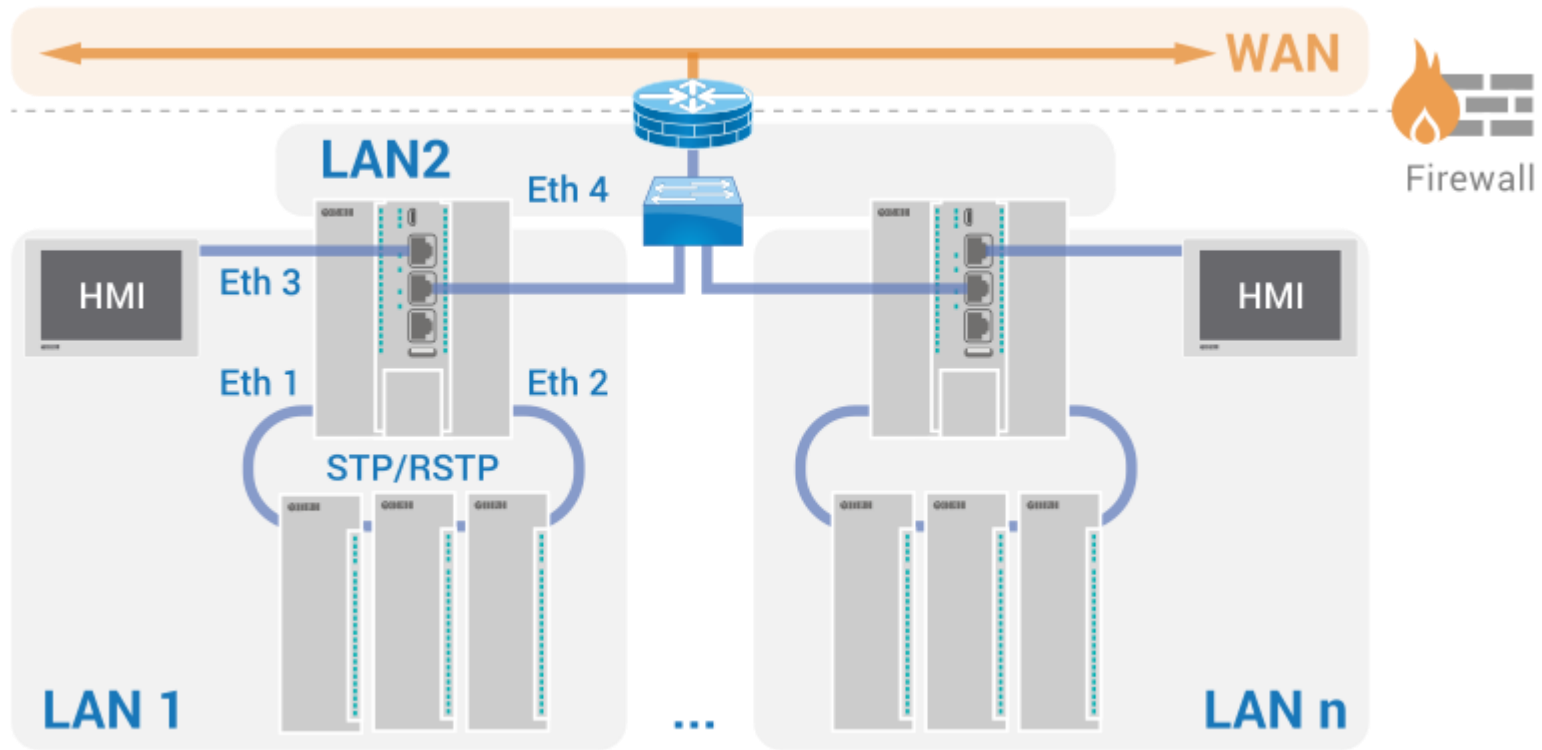 WAN
Firewall
LAN2
Eth 4
HMI
Eth 3
HMI
Eth 1
Eth 2
STP/RSTP
LAN 1
...
LAN n